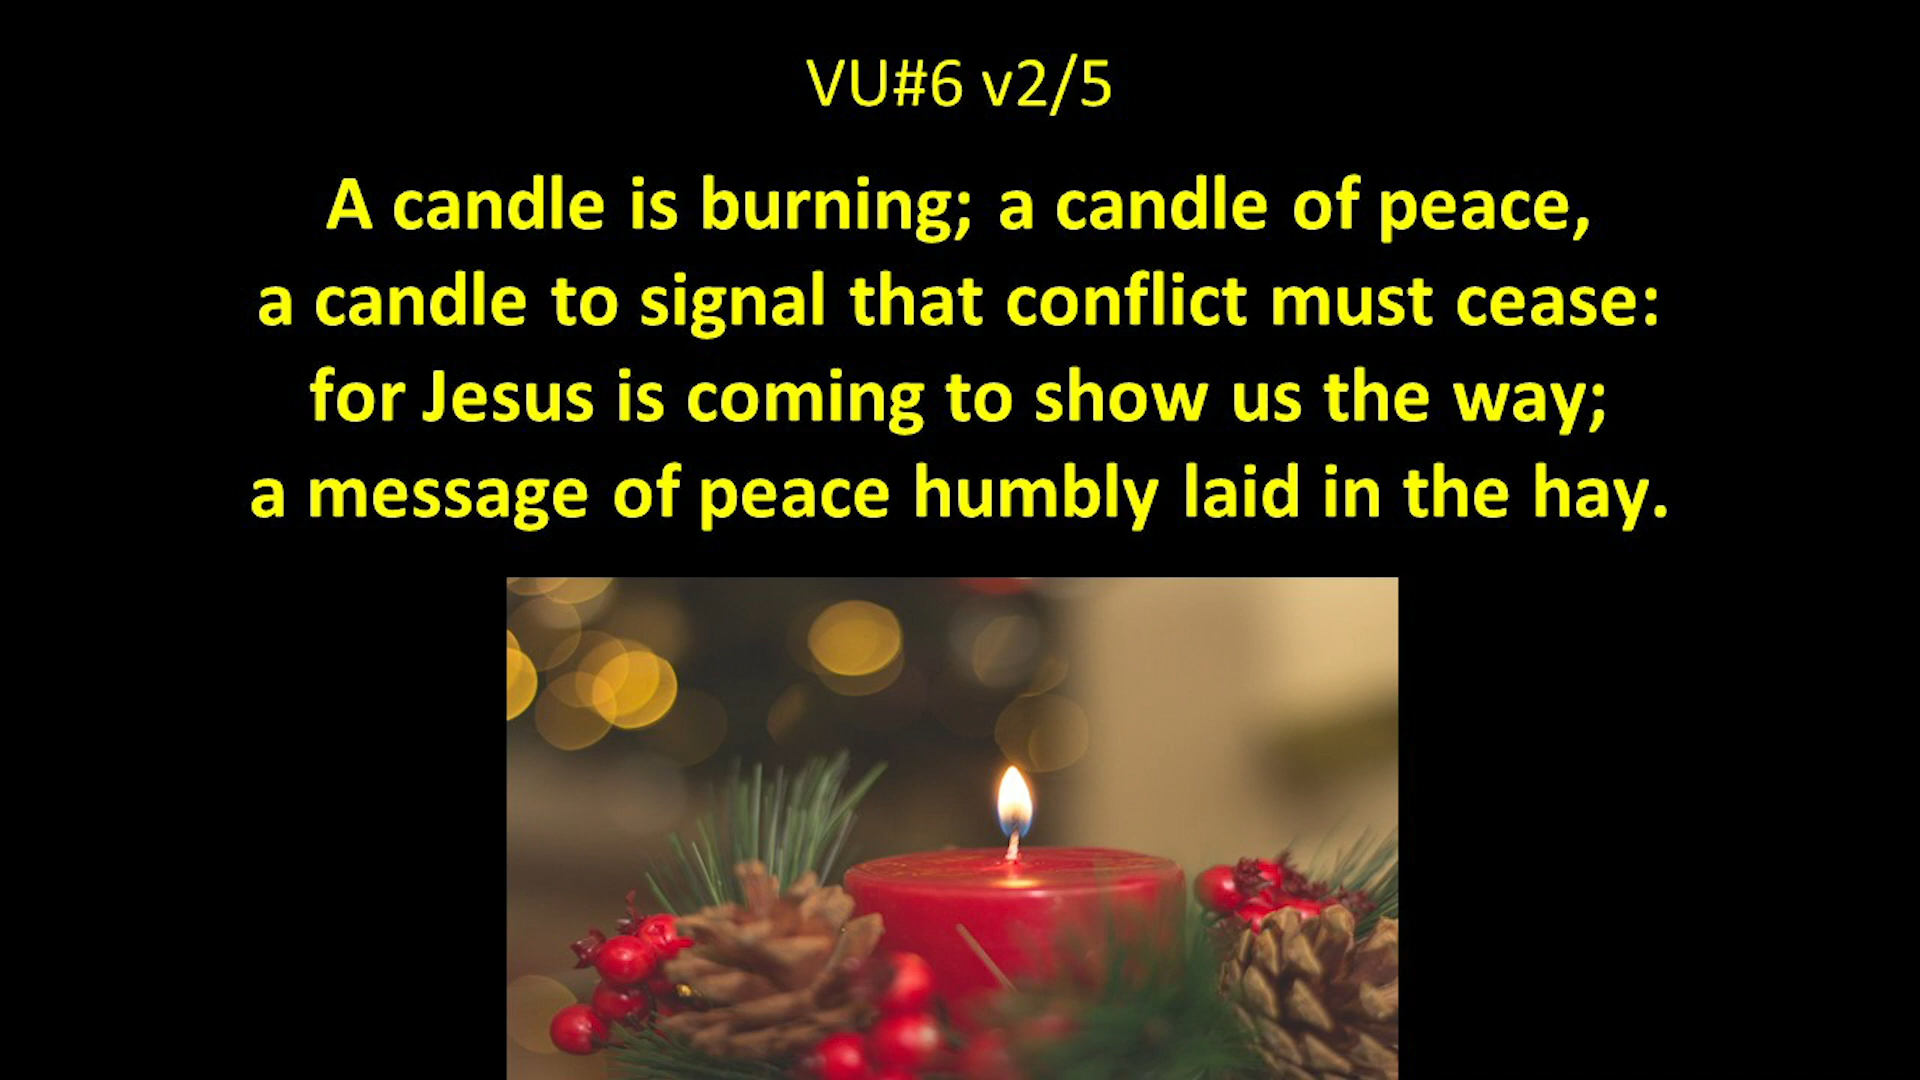 VU#6 v2/5
A candle is burning; a candle of peace,
a candle to signal that conflict must cease:
for Jesus is coming to show us the way;
a message of peace humbly laid in the hay.